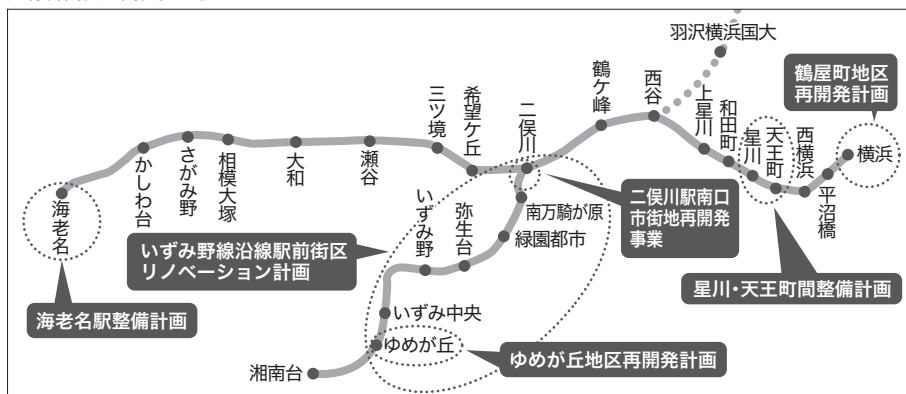 羽沢横浜国大
鶴屋町地区
再開発計画
海老名
かしわ台
さがみ野
相模大塚
大和
瀬谷
三ツ境
希望ケ丘
二俣川
鶴ケ峰
西谷
上星川
和田町
星川
天王町
西横浜
平沼橋
横浜
二俣川駅南口
市街地再開発
事業
南万騎が原
緑園都市
弥生台
いずみ野
いずみ野線沿線駅前街区
リノベーション計画
星川・天王町間整備計画
海老名駅整備計画
いずみ中央
ゆめが丘
ゆめが丘地区再開発計画
湘南台